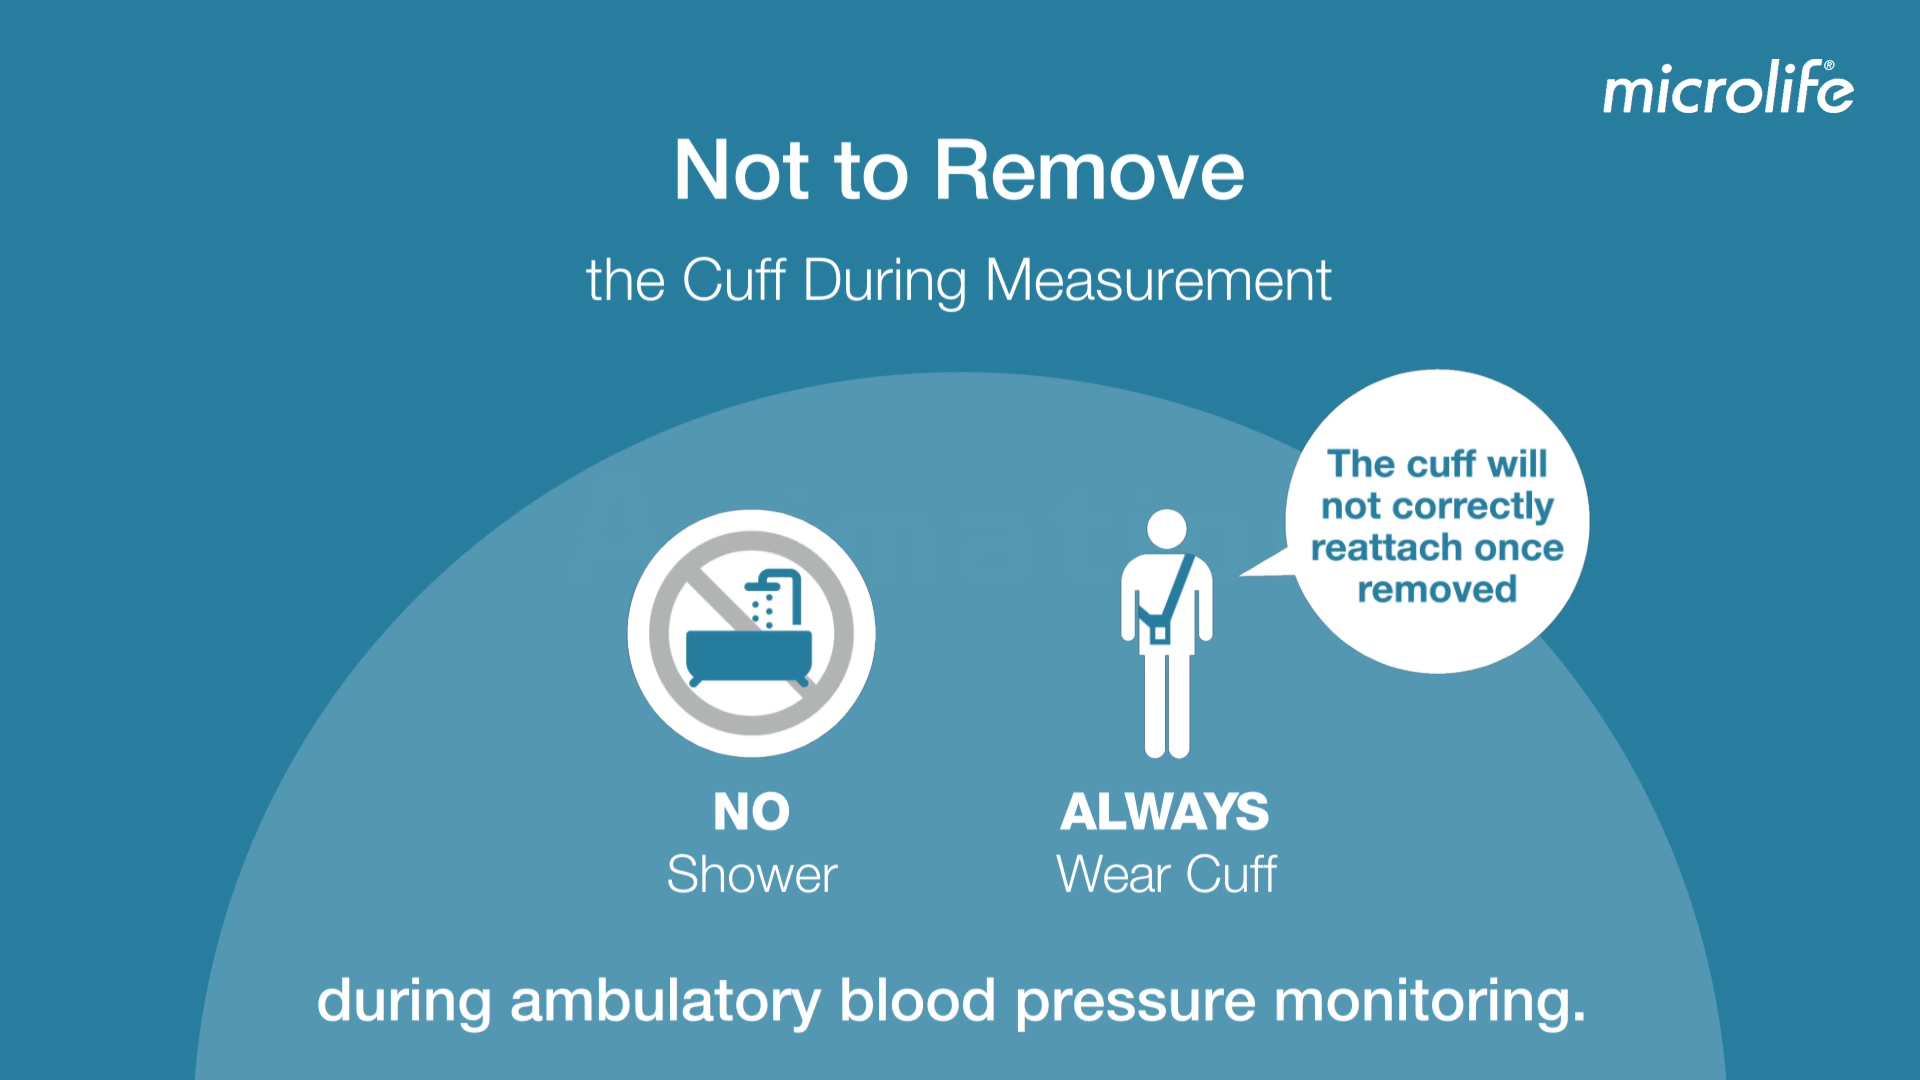 microlife®
Not to Remove
the Cuff During Measurement
The cuff will
not correctly
reattach once
removed
NO
Shower
ALWAYS
Wear Cuff
during ambulatory blood pressure monitoring.